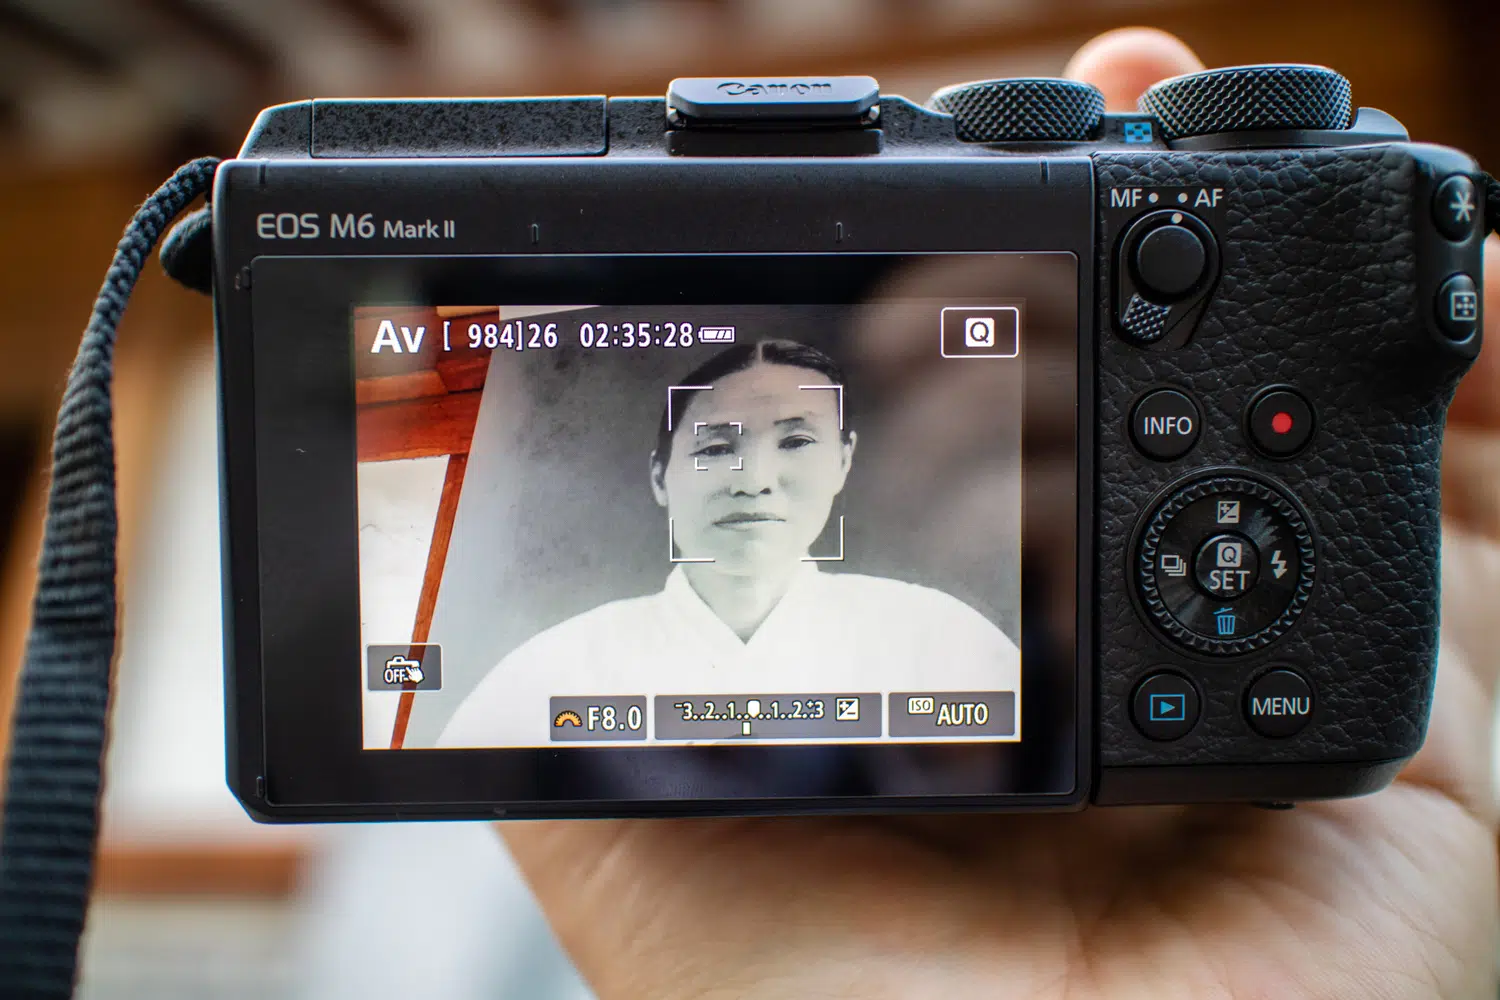 Canon
EOS M6 Mark II
MF AF
Av [ 984]26 02:35:28
Q
INFO
Q
SET
OFF
F8.0
-3..2..1..0..1..2.+3
ISO AUTO
MENU